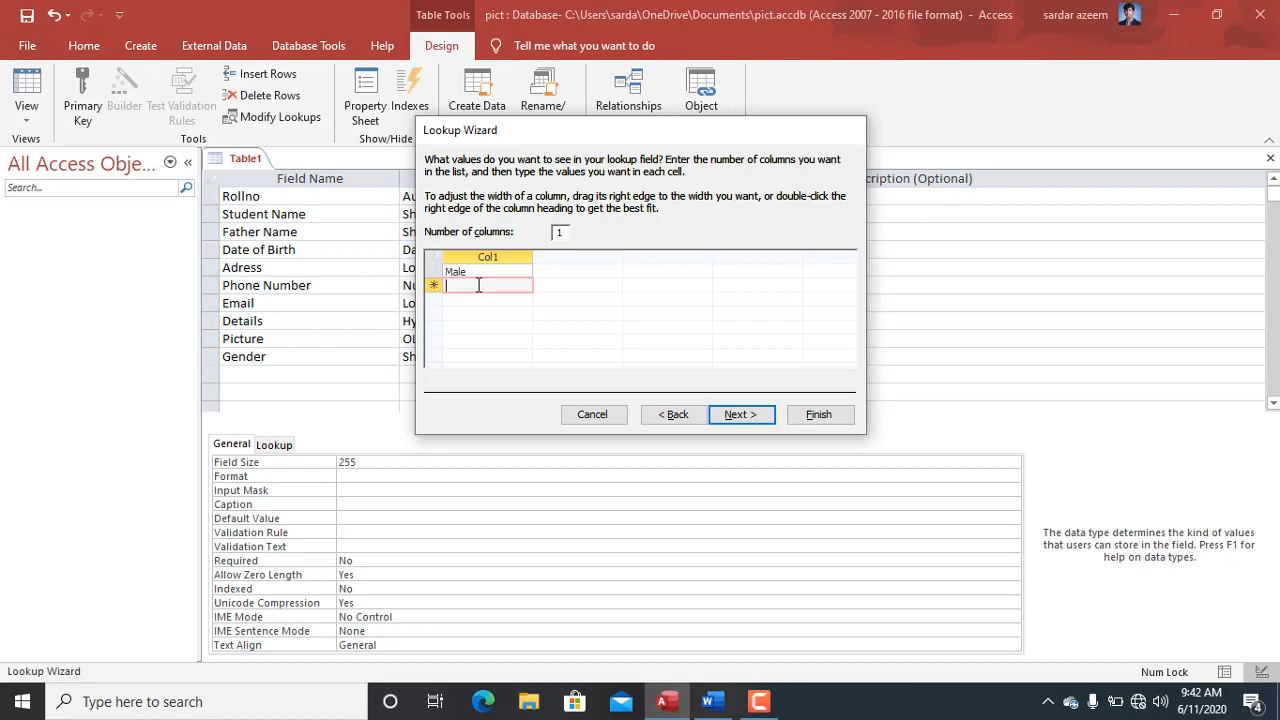 Table Tools
pict : Database- C:\Users\sarda\OneDrive\Documents\pict.accdb (Access 2007 - 2016 file format) - Access
sardar azeem
File Home Create External Data Database Tools Help Design Tell me what you want to do
View
Primary Key
Builder
Test Validation Rules
Insert Rows
Delete Rows
Modify Lookups
Property Sheet
Indexes
Create Data
Rename/
Relationships
Object
Views
Tools
Show/Hide
All Access Obje...
Search...
Table1
Field Name
cription (Optional)
Rollno Au
Student Name Sh
Father Name Sh
Date of Birth Da
Adress Lo
Phone Number Nu
Email Lo
Details Hy
Picture OL
Gender Sh
Lookup Wizard
What values do you want to see in your lookup field? Enter the number of columns you want
in the list, and then type the values you want in each cell.
To adjust the width of a column, drag its right edge to the width you want, or double-click the
right edge of the column heading to get the best fit.
Number of columns: 1
Col1
Male
Cancel < Back Next > Finish
General Lookup
Field Size 255
Format
Input Mask
Caption
Default Value
Validation Rule
Validation Text
Required No
Allow Zero Length Yes
Indexed No
Unicode Compression Yes
IME Mode No Control
IME Sentence Mode None
Text Align General
The data type determines the kind of values
that users can store in the field. Press F1 for
help on data types.
Lookup Wizard
Num Lock
Type here to search
9:42 AM
6/11/2020